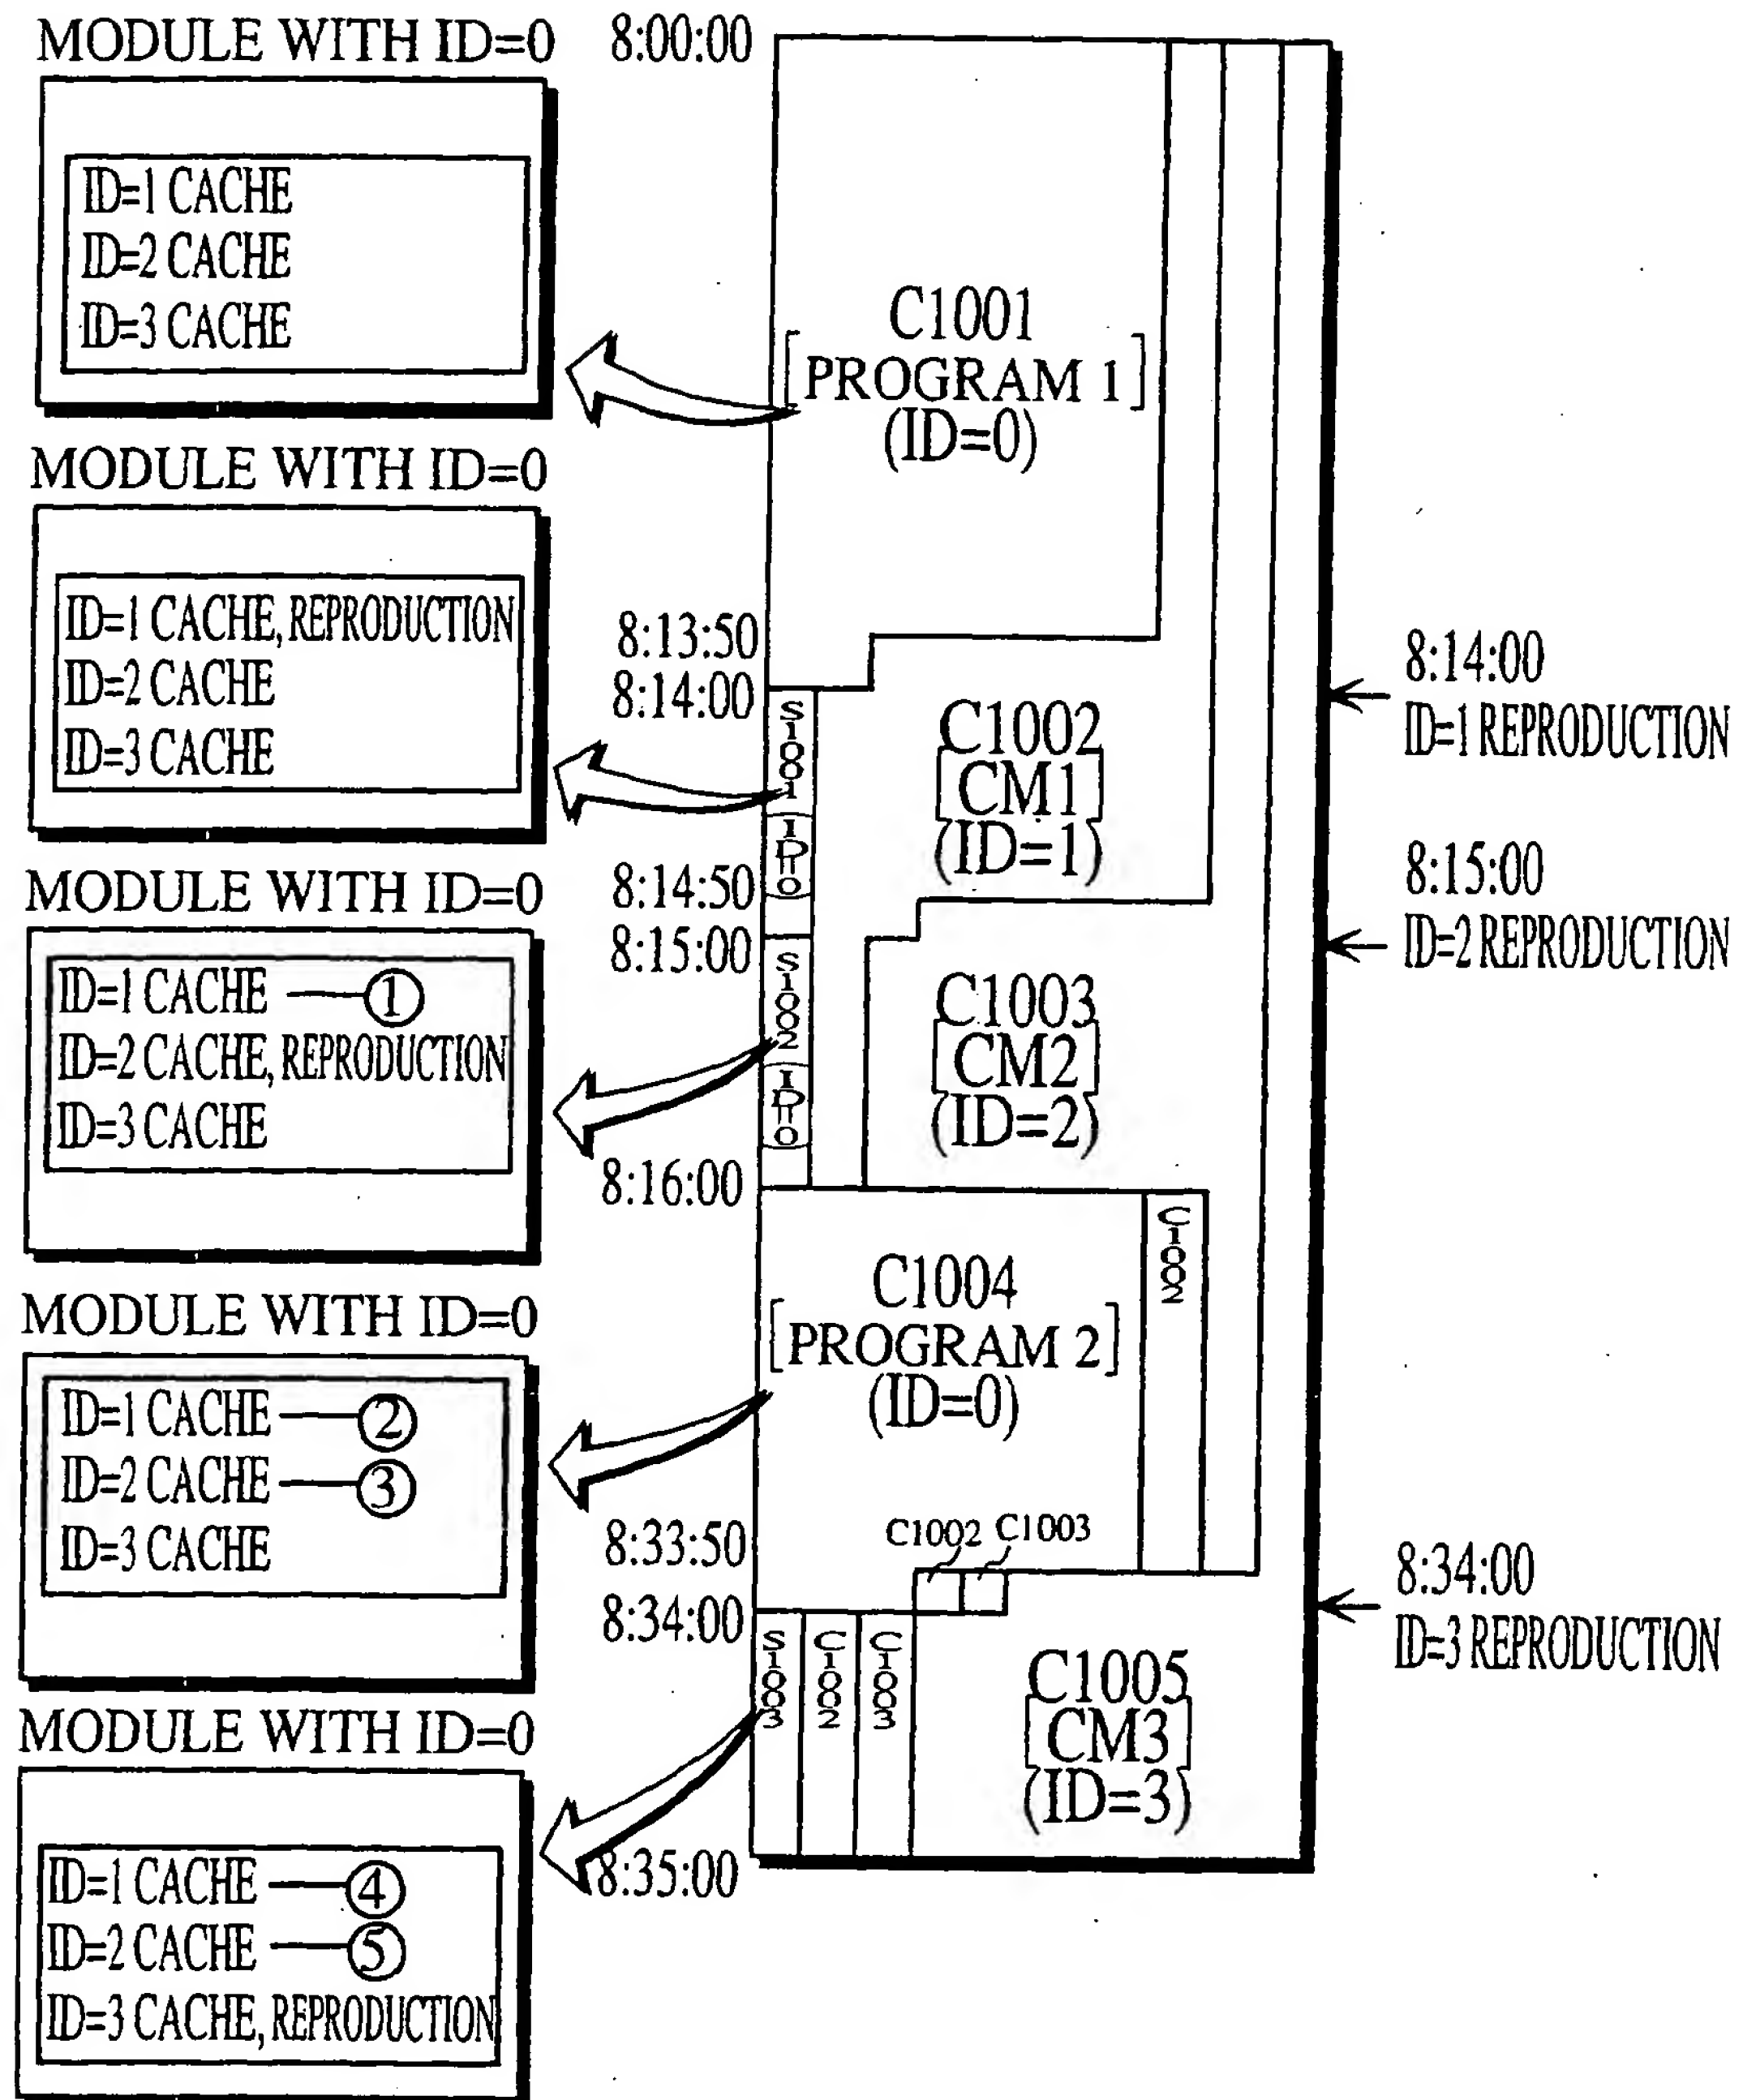 MODULE WITH ID=0
ID=1 CACHE
ID=2 CACHE
ID=3 CACHE
MODULE WITH ID=0
ID=1 CACHE, REPRODUCTION
ID=2 CACHE
ID=3 CACHE
MODULE WITH ID=0
ID=1 CACHE ①
ID=2 CACHE, REPRODUCTION
ID=3 CACHE
MODULE WITH ID=0
ID=1 CACHE ②
ID=2 CACHE ③
ID=3 CACHE
MODULE WITH ID=0
ID=1 CACHE ④
ID=2 CACHE ⑤
ID=3 CACHE, REPRODUCTION
8:00:00
8:13:50
8:14:00
8:14:50
8:15:00
8:16:00
8:33:50
8:34:00
8:35:00
C1001
[PROGRAM 1]
(ID=0)
S1001 (ID=0)
C1002
[CM1]
(ID=1)
S1002 (ID=0)
C1003
[CM2]
(ID=2)
C1004
[PROGRAM 2]
(ID=0)
C1002
C1002 C1003
S1003
C1002
C1003
C1005
[CM3]
(ID=3)
8:14:00
ID=1 REPRODUCTION
8:15:00
ID=2 REPRODUCTION
8:34:00
ID=3 REPRODUCTION